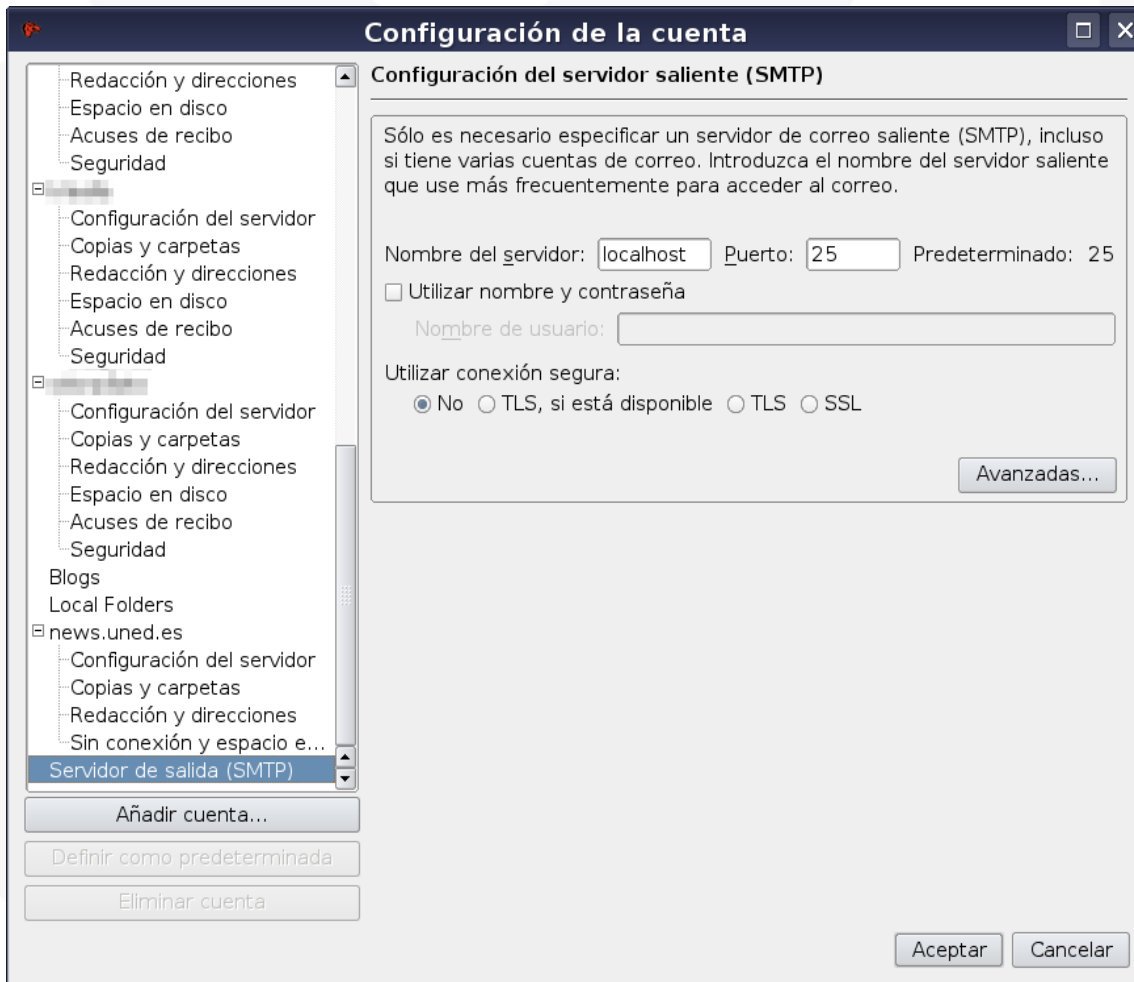 Configuración de la cuenta
Redacción y direcciones
Espacio en disco
Acuses de recibo
Seguridad
Configuración del servidor
Copias y carpetas
Redacción y direcciones
Espacio en disco
Acuses de recibo
Seguridad
Configuración del servidor
Copias y carpetas
Redacción y direcciones
Espacio en disco
Acuses de recibo
Seguridad
Blogs
Local Folders
news.uned.es
Configuración del servidor
Copias y carpetas
Redacción y direcciones
Sin conexión y espacio e...
Servidor de salida (SMTP)
Añadir cuenta...
Definir como predeterminada
Eliminar cuenta
Configuración del servidor saliente (SMTP)
Sólo es necesario especificar un servidor de correo saliente (SMTP), incluso
si tiene varias cuentas de correo. Introduzca el nombre del servidor saliente
que use más frecuentemente para acceder al correo.
Nombre del servidor: localhost Puerto: 25 Predeterminado: 25
Utilizar nombre y contraseña
Nombre de usuario:
Utilizar conexión segura:
No TLS, si está disponible TLS SSL
Avanzadas...
Aceptar Cancelar